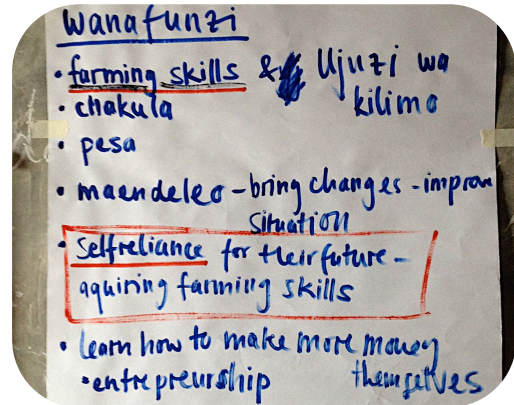 wanafunzi
• farming skills & Ujuzi wa
• chakula kilimo
• pesa
• maendeleo – bring changes - improv
situation
• Selfreliance for their future –
aquiring farming skills
• learn how to make more money
• entrepreurship themselves